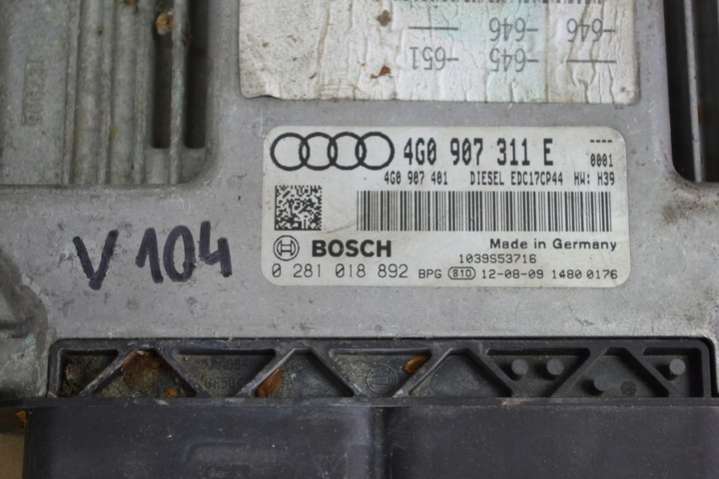 -646 -646
-651 -645
4G0 907 311 E ----
0001
4G0 907 401 DIESEL EDC17CP44 HW: H39
BOSCH Made in Germany
1039S53716
0 281 018 892 BPG 810 12-08-09 1480 0176
V 104